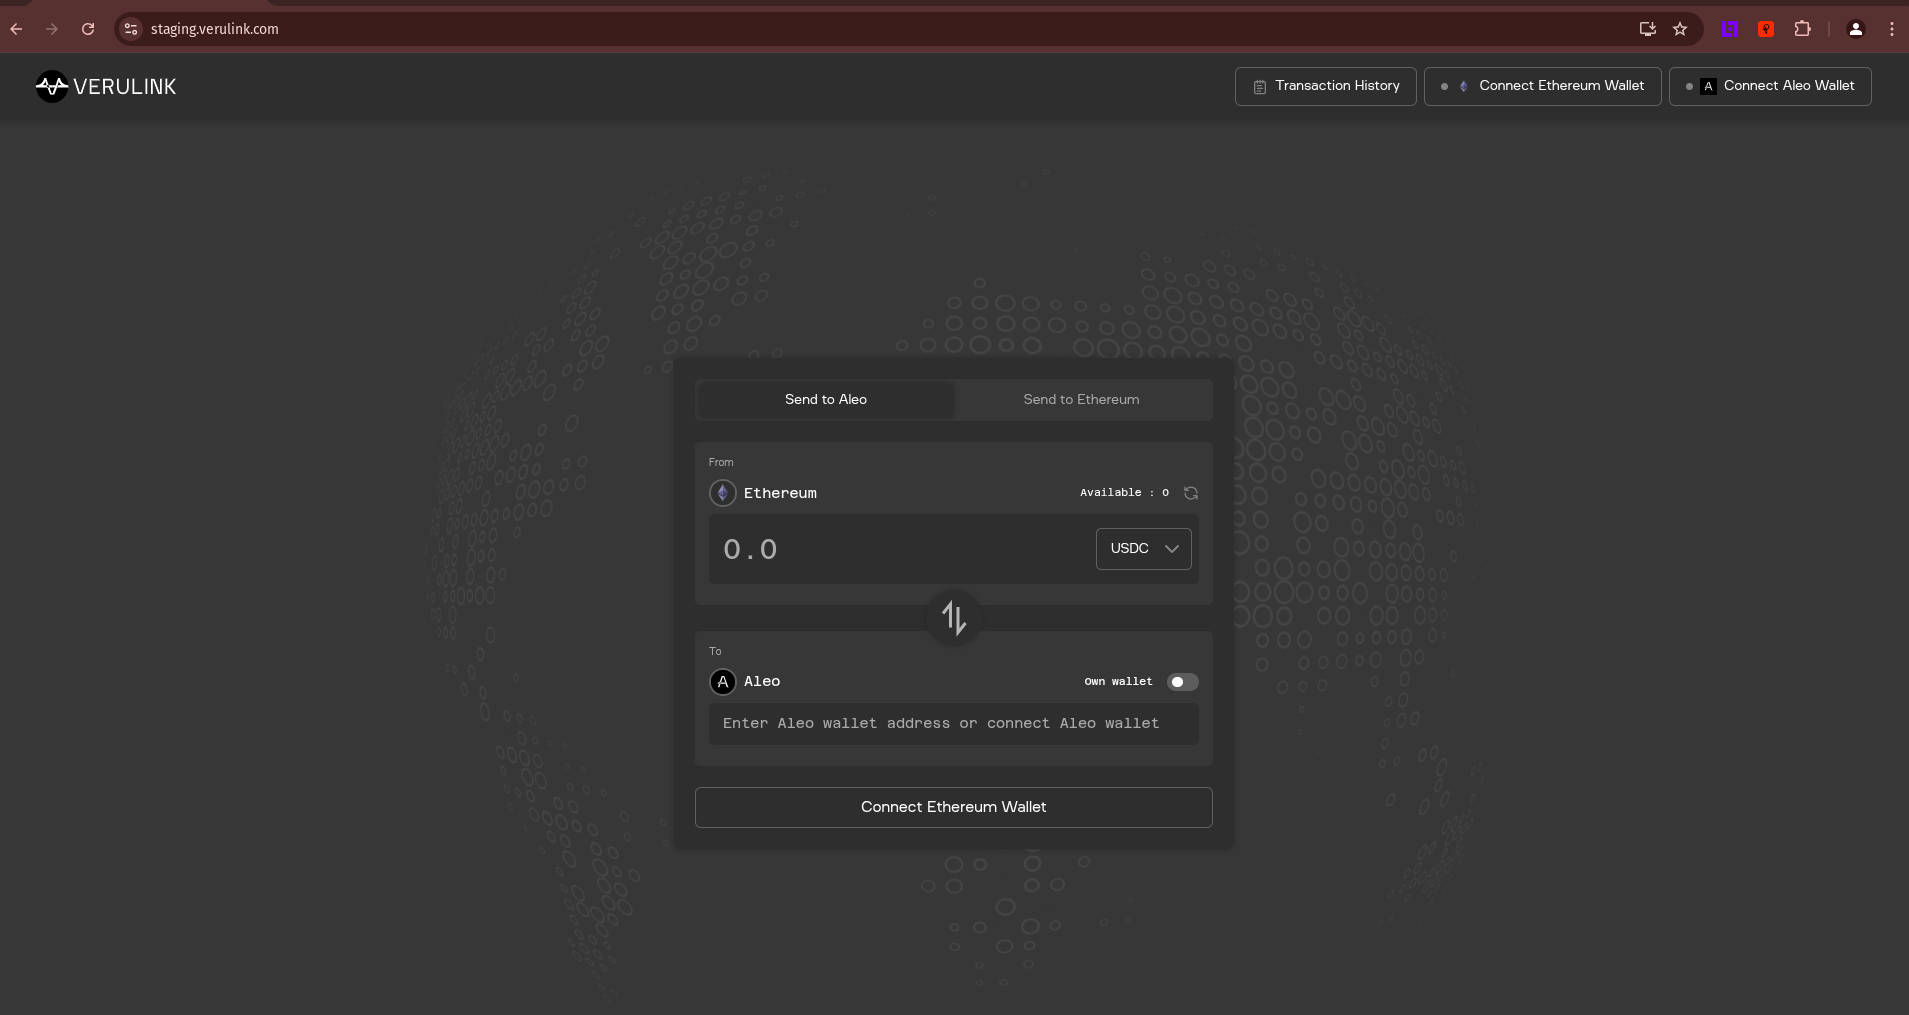 staging.verulink.com
VERULINK
Transaction History
Connect Ethereum Wallet
Connect Aleo Wallet
Send to Aleo
Send to Ethereum
From
Ethereum
Available : 0
0.0
USDC
To
Aleo
Own wallet
Enter Aleo wallet address or connect Aleo wallet
Connect Ethereum Wallet